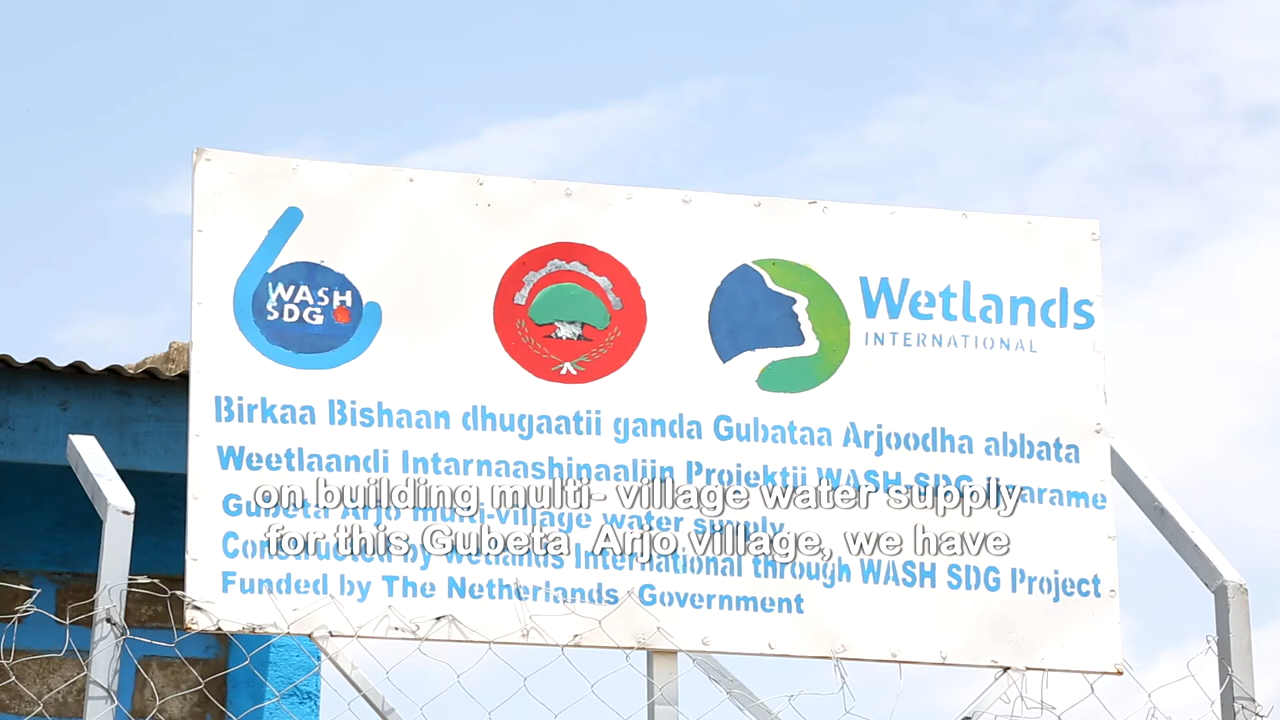 WASH
SDG
Wetlands
INTERNATIONAL
Birkaa Bishaan dhugaatii ganda Gubataa Arjoodha abbata
Weetlaandi Intarnaashinaaliin Projektii WASH-SDG
Gubeta Arjo multi-village water supply
Constructed by wetlands International through WASH SDG Project
Funded by The Netherlands Government
on building multi- village water supply
for this Gubeta Arjo village, we have